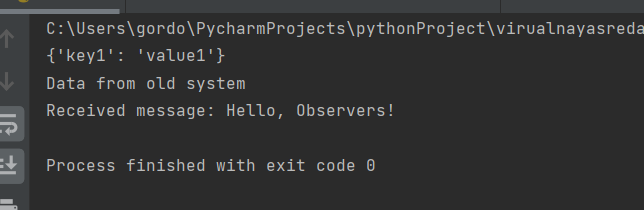 C:\Users\gordo\PycharmProjects\pythonProject\virualnayasreda
{'key1': 'value1'}
Data from old system
Received message: Hello, Observers!
Process finished with exit code 0